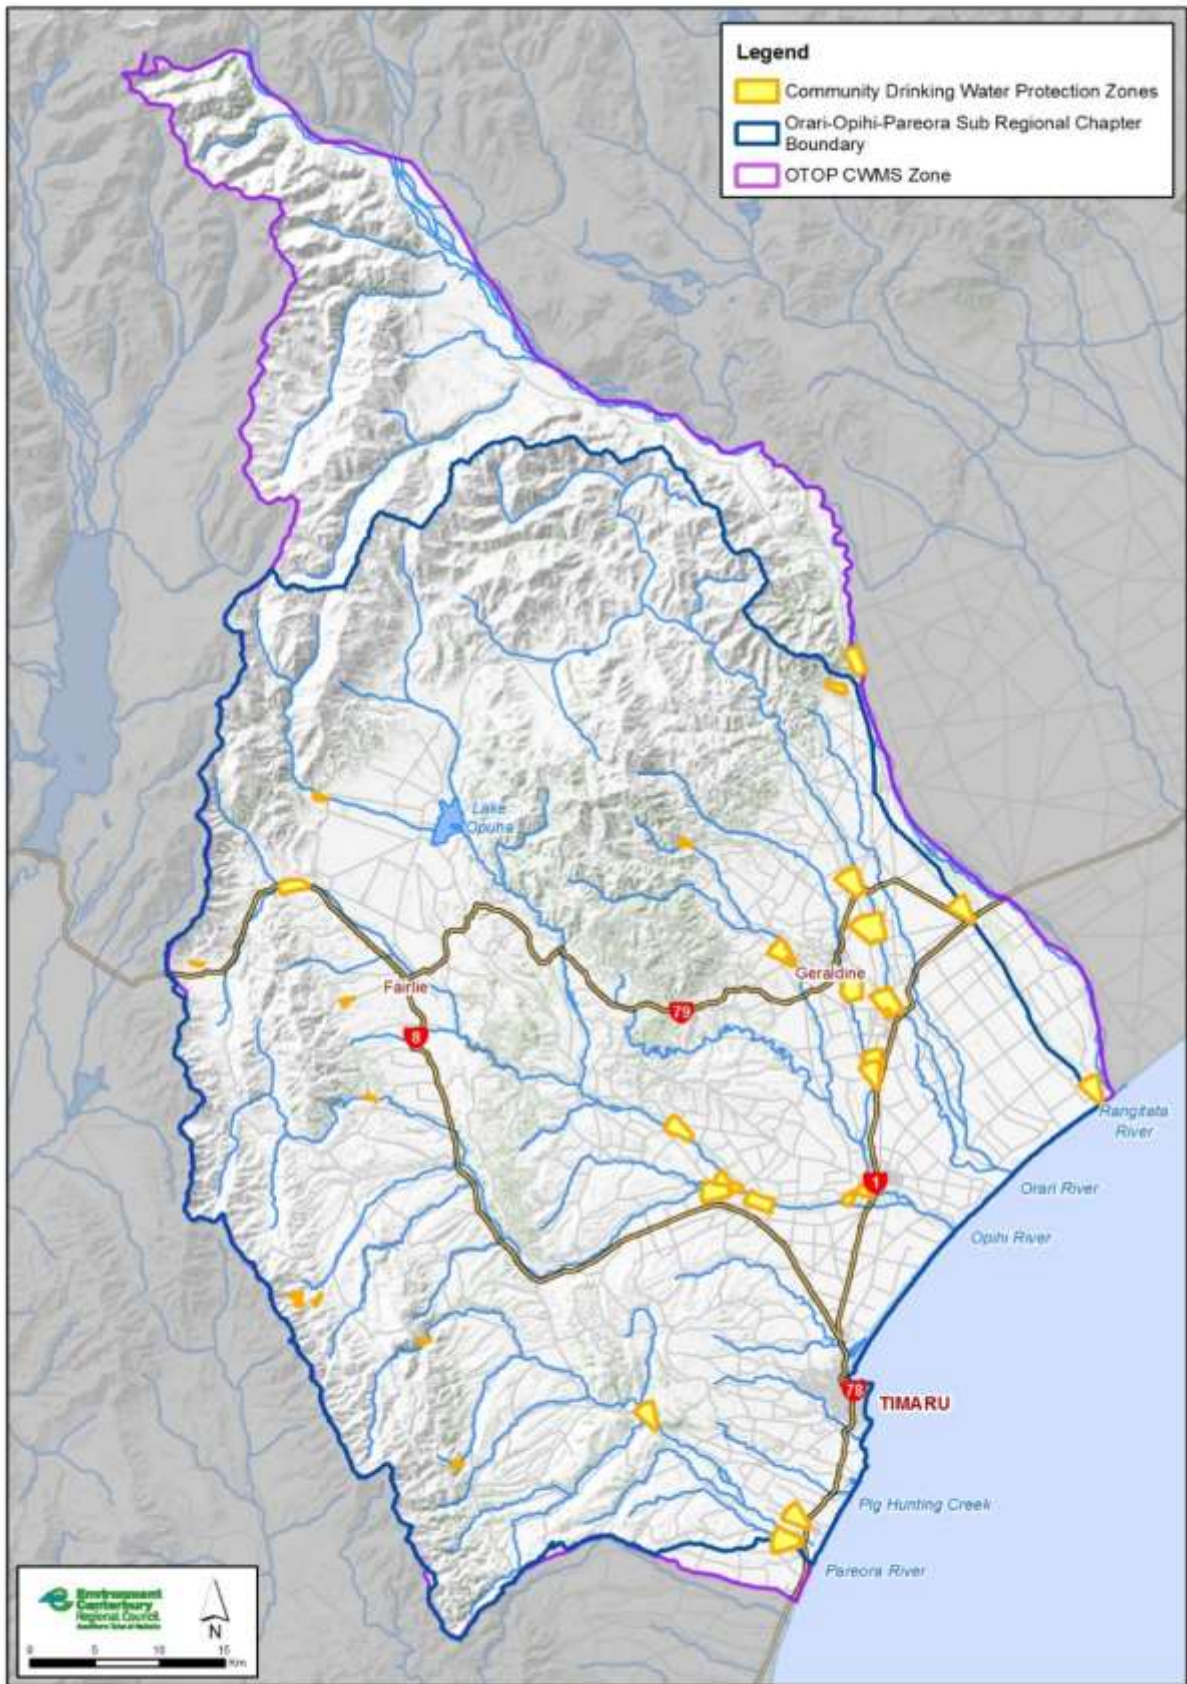 Legend
Community Drinking Water Protection Zones
Orari-Opihi-Pareora Sub Regional Chapter
Boundary
OTOP CWMS Zone
Lake
Opuha
Fairlie
Geraldine
79
8
Rangitata
River
1
Orari River
Opihi River
78
TIMARU
Pig Hunting Creek
Pareora River
Environment
Canterbury
Regional Council
N
0 5 10 15
Km